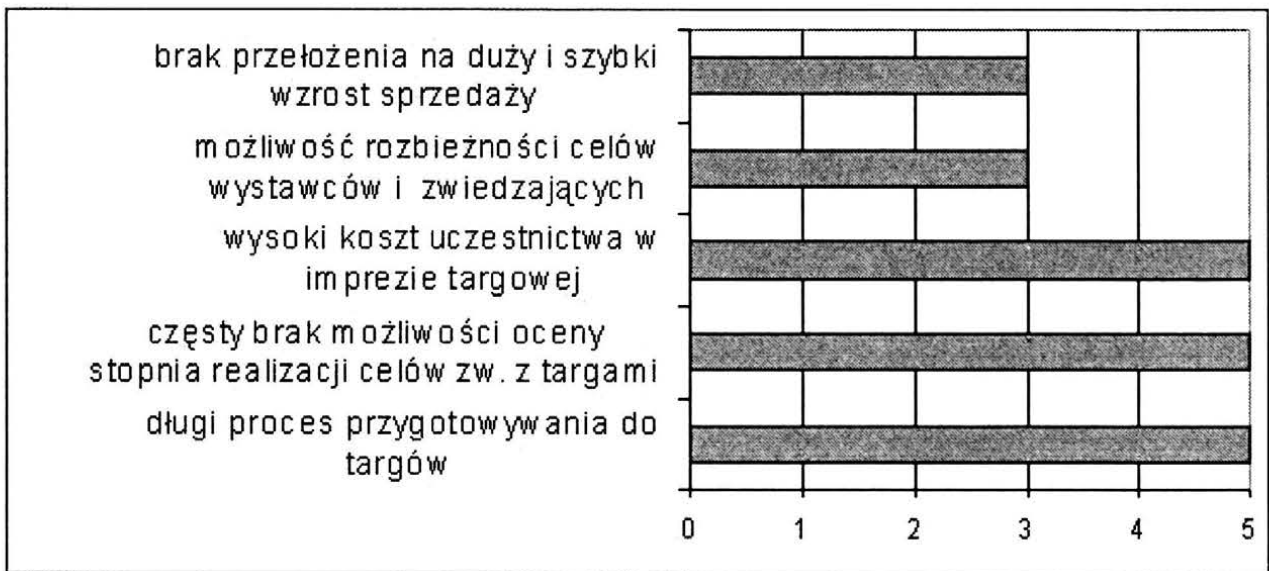 brak przełożenia na duży i szybki
wzrost sprzedaży
możliwość rozbieżności celów
wystawców i zwiedzających
wysoki koszt uczestnictwa w
imprezie targowej
częsty brak możliwości oceny
stopnia realizacji celów zw. z targami
długi proces przygotowywania do
targów
0 1 2 3 4 5